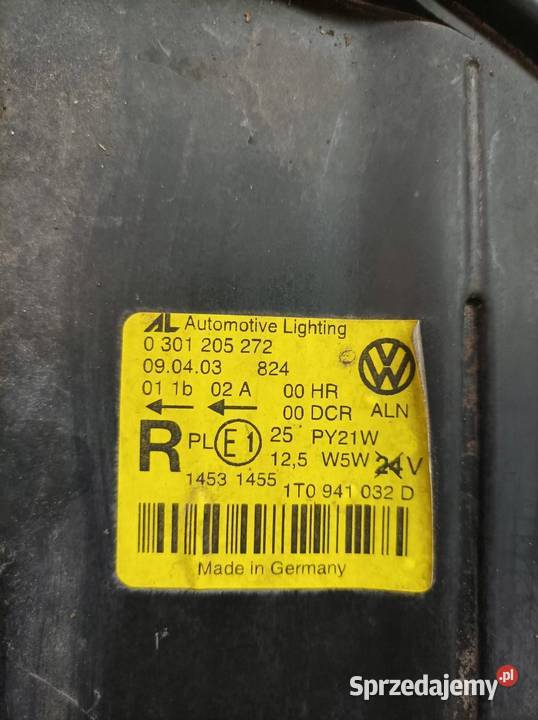 AL Automotive Lighting
0 301 205 272
09.04.03 824
01 1b 02 A 00 HR
00 DCR ALN
R PL E1 25 PY21W
12,5 W5W 24V
1453 1455
1T0 941 032 D
Made in Germany
Sprzedajemy.pl